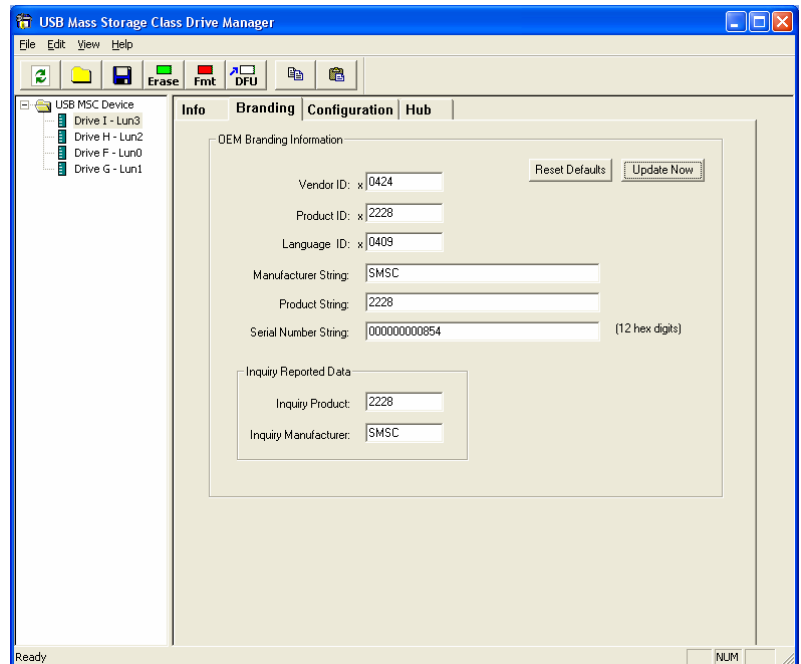 USB Mass Storage Class Drive Manager
File Edit View Help
Erase Fmt DFU
USB MSC Device
Drive I - Lun3
Drive H - Lun2
Drive F - Lun0
Drive G - Lun1
Info Branding Configuration Hub
OEM Branding Information
Reset Defaults Update Now
Vendor ID: x 0424
Product ID: x 2228
Language ID: x 0409
Manufacturer String: SMSC
Product String: 2228
Serial Number String: 000000000854 (12 hex digits)
Inquiry Reported Data
Inquiry Product: 2228
Inquiry Manufacturer: SMSC
Ready NUM